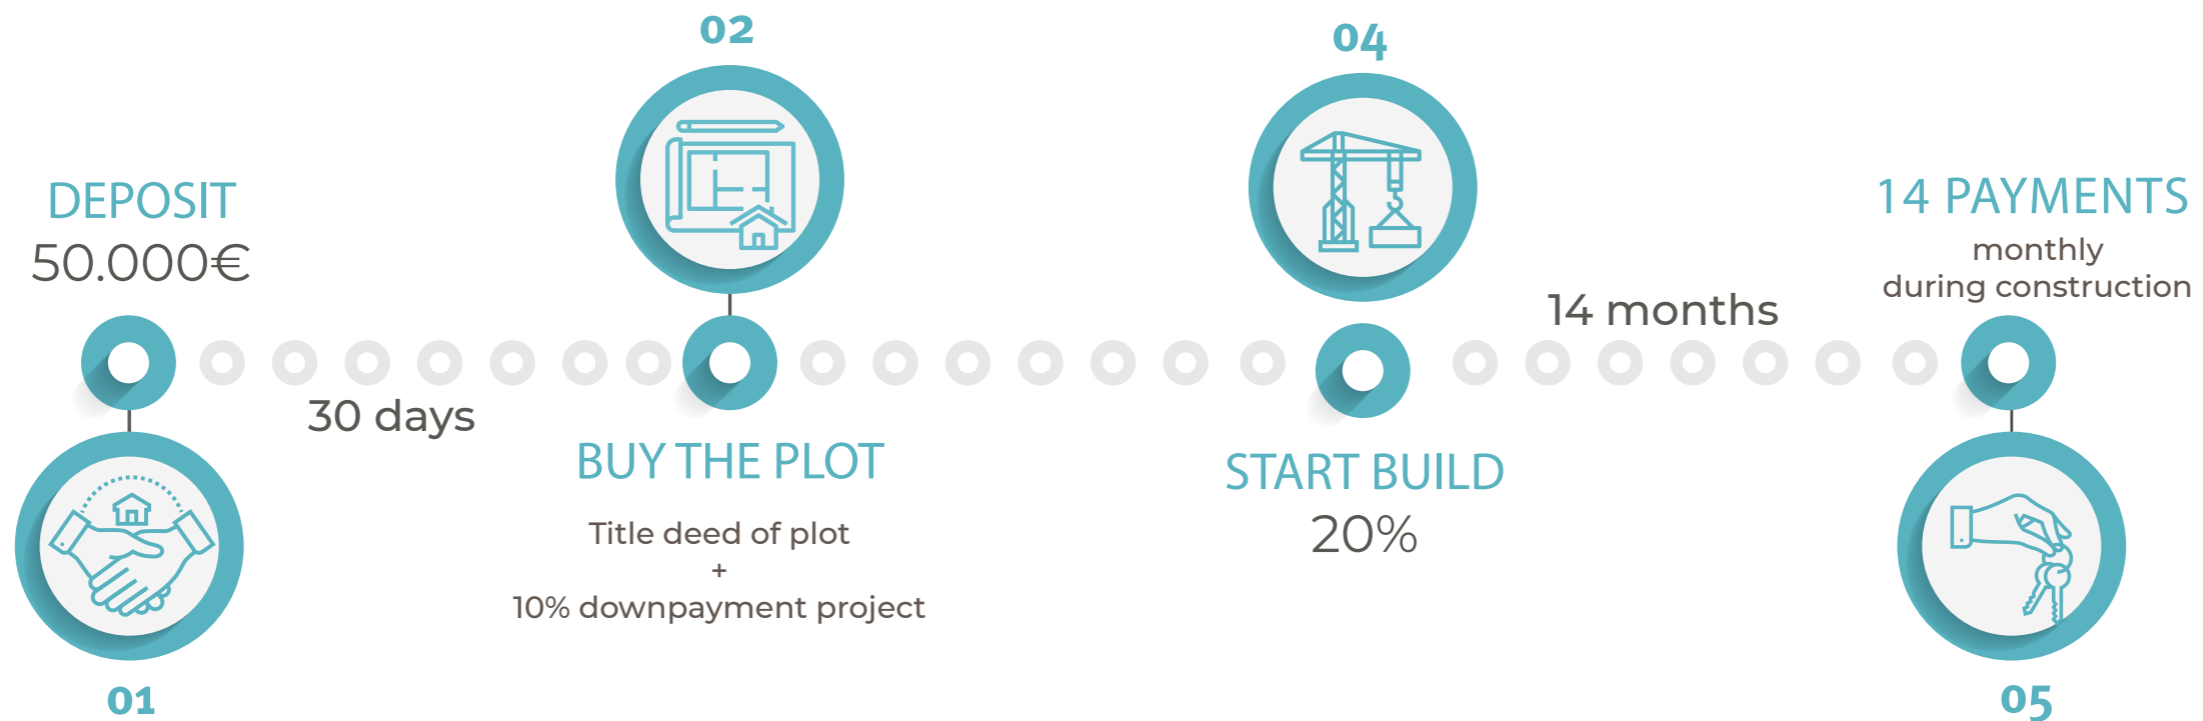 DEPOSIT
50.000€
01
30 days
02
BUY THE PLOT
Title deed of plot
+
10% downpayment project
04
START BUILD
20%
14 months
14 PAYMENTS
monthly
during construction
05